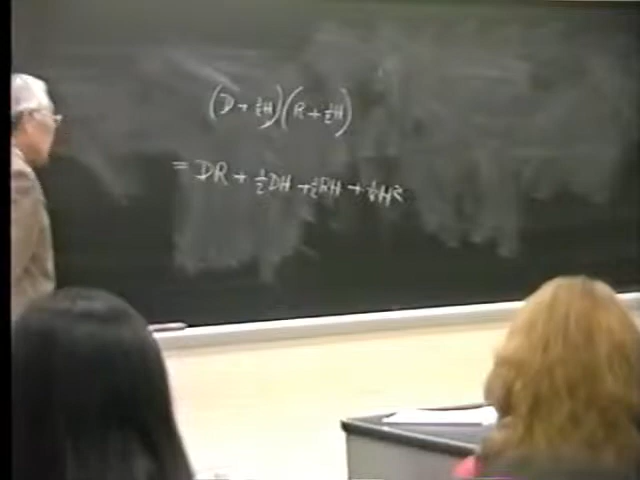 (D + ½H)(R + ½H)
= DR + ½DH + ½RH + ¼H²